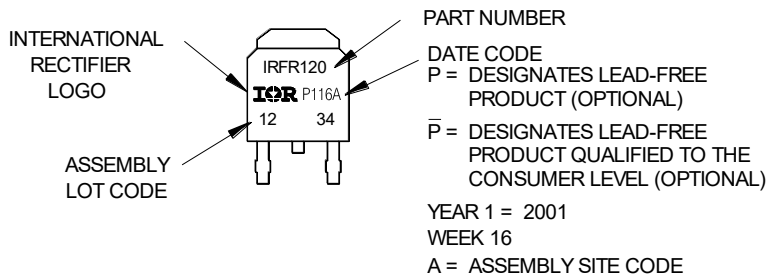 INTERNATIONAL
RECTIFIER
LOGO
ASSEMBLY
LOT CODE
IRFR120
IOR P116A
12 34
PART NUMBER
DATE CODE
P = DESIGNATES LEAD-FREE
PRODUCT (OPTIONAL)
P̅ = DESIGNATES LEAD-FREE
PRODUCT QUALIFIED TO THE
CONSUMER LEVEL (OPTIONAL)
YEAR 1 = 2001
WEEK 16
A = ASSEMBLY SITE CODE